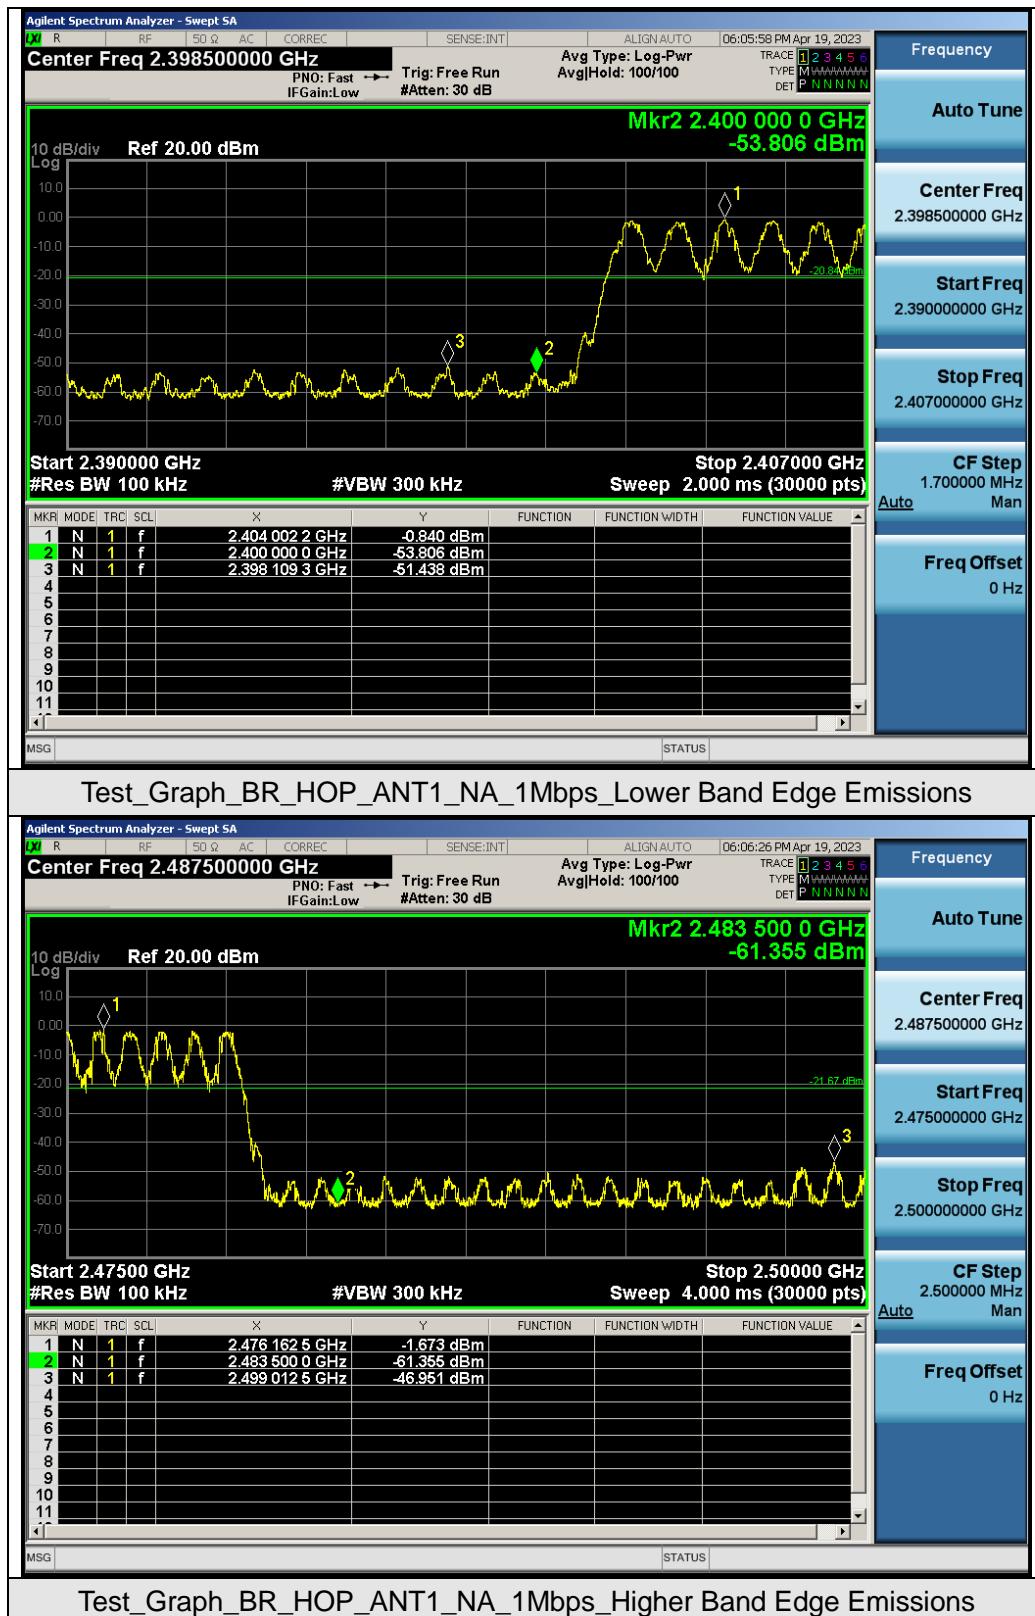 Agilent Spectrum Analyzer - Swept SA
LXI R RF 50 Ω AC CORREC SENSE:INT ALIGN AUTO 06:05:58 PM Apr 19, 2023
Center Freq 2.398500000 GHz
PNO: Fast
IFGain:Low
Trig: Free Run
#Atten: 30 dB
Avg Type: Log-Pwr
Avg|Hold: 100/100
TRACE 1 2 3 4 5 6
TYPE M WWWWW
DET P N N N N N
Mkr2 2.400 000 0 GHz
-53.806 dBm
10 dB/div Ref 20.00 dBm
Log
10.0
0.00
-10.0
-20.0
-30.0
-40.0
-50.0
-60.0
-70.0
1
2
3
-20.84 dBm
Start 2.390000 GHz Stop 2.407000 GHz
#Res BW 100 kHz #VBW 300 kHz Sweep 2.000 ms (30000 pts)
MKR MODE TRC SCL X Y FUNCTION FUNCTION WIDTH FUNCTION VALUE
1 N 1 f 2.404 002 2 GHz -0.840 dBm
2 N 1 f 2.400 000 0 GHz -53.806 dBm
3 N 1 f 2.398 109 3 GHz -51.438 dBm
4
5
6
7
8
9
10
11
MSG STATUS
Frequency
Auto Tune
Center Freq
2.398500000 GHz
Start Freq
2.390000000 GHz
Stop Freq
2.407000000 GHz
CF Step
1.700000 MHz
Auto Man
Freq Offset
0 Hz
Test_Graph_BR_HOP_ANT1_NA_1Mbps_Lower Band Edge Emissions
Agilent Spectrum Analyzer - Swept SA
LXI R RF 50 Ω AC CORREC SENSE:INT ALIGN AUTO 06:06:26 PM Apr 19, 2023
Center Freq 2.487500000 GHz
PNO: Fast
IFGain:Low
Trig: Free Run
#Atten: 30 dB
Avg Type: Log-Pwr
Avg|Hold: 100/100
TRACE 1 2 3 4 5 6
TYPE M WWWWW
DET P N N N N N
Mkr2 2.483 500 0 GHz
-61.355 dBm
10 dB/div Ref 20.00 dBm
Log
10.0
0.00
-10.0
-20.0
-30.0
-40.0
-50.0
-60.0
-70.0
1
2
3
-21.67 dBm
Start 2.47500 GHz Stop 2.50000 GHz
#Res BW 100 kHz #VBW 300 kHz Sweep 4.000 ms (30000 pts)
MKR MODE TRC SCL X Y FUNCTION FUNCTION WIDTH FUNCTION VALUE
1 N 1 f 2.476 162 5 GHz -1.673 dBm
2 N 1 f 2.483 500 0 GHz -61.355 dBm
3 N 1 f 2.499 012 5 GHz -46.951 dBm
4
5
6
7
8
9
10
11
MSG STATUS
Frequency
Auto Tune
Center Freq
2.487500000 GHz
Start Freq
2.475000000 GHz
Stop Freq
2.500000000 GHz
CF Step
2.500000 MHz
Auto Man
Freq Offset
0 Hz
Test_Graph_BR_HOP_ANT1_NA_1Mbps_Higher Band Edge Emissions